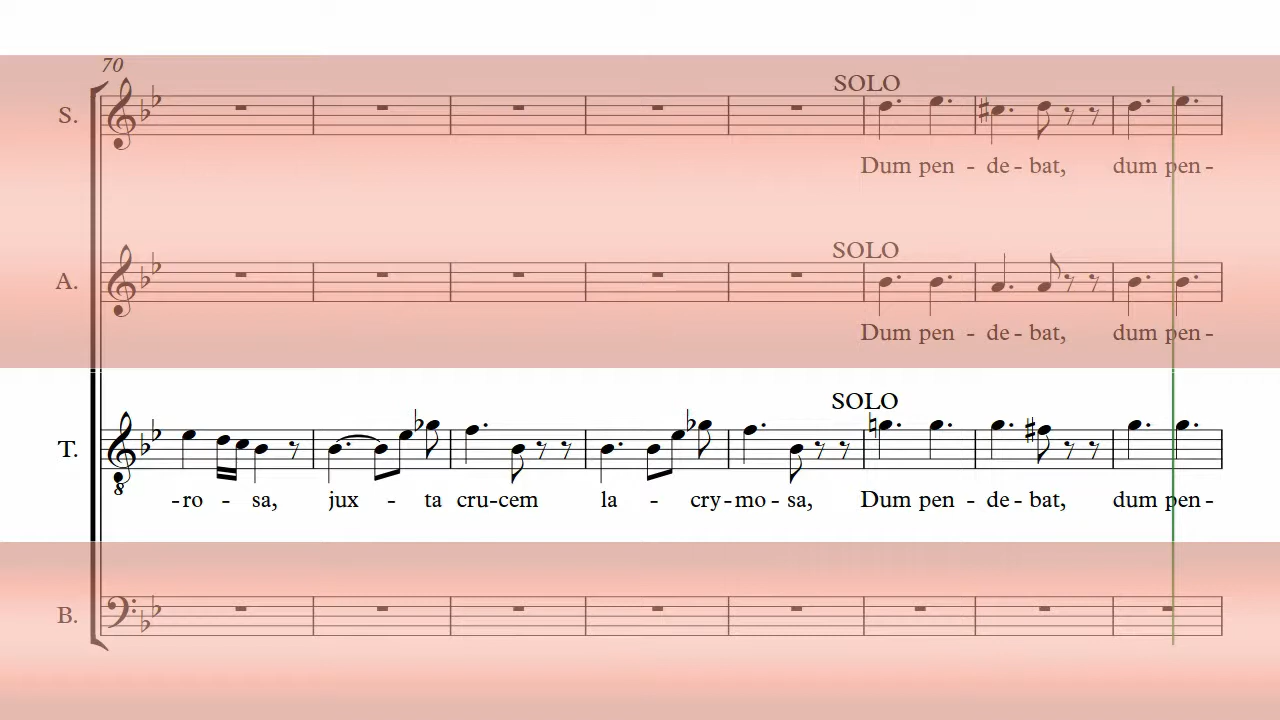 70
SOLO
S.
Dum pen - de - bat, dum pen -
SOLO
A.
Dum pen - de - bat, dum pen -
SOLO
T.
8
- ro - sa, jux - ta cru - cem la - cry - mo - sa, Dum pen - de - bat, dum pen -
B.